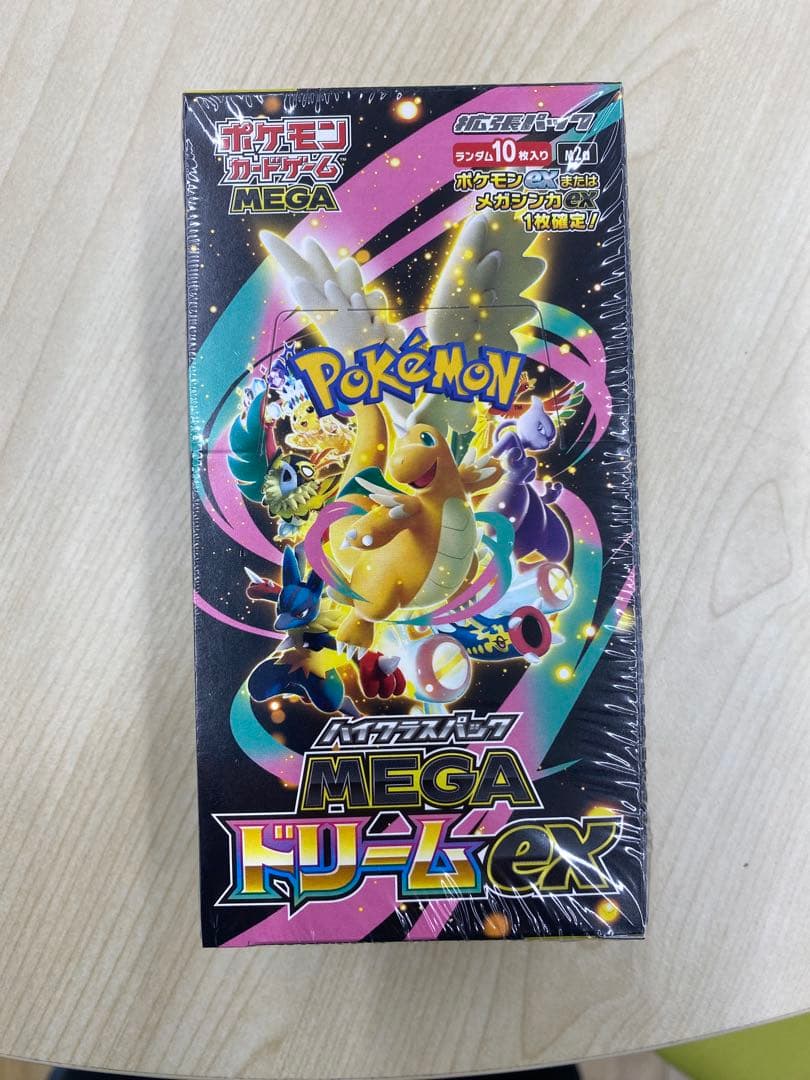 ポケモン
カードゲーム™
MEGA
拡張パック
ランダム10枚入り M2a
ポケモンexまたは
メガシンカex
1枚確定!
POKéMON
TM
ハイクラスパック
MEGA
ドリームex